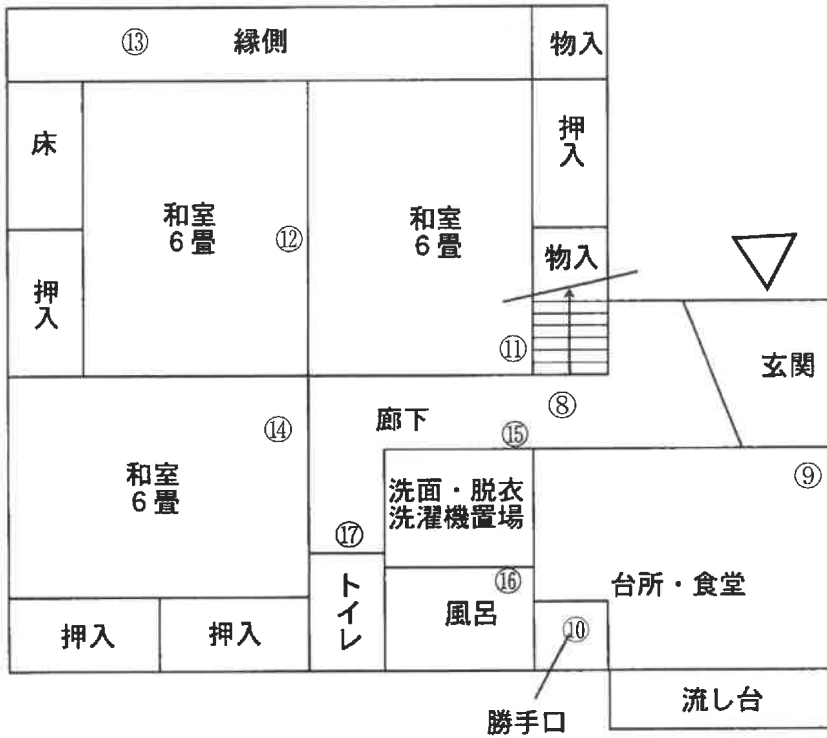 ⑬
縁側
物入
床
押入
和室
6畳
⑫
和室
6畳
物入
押入
⑪
玄関
⑧
廊下
⑭
⑮
和室
6畳
洗面・脱衣
洗濯機置場
⑨
⑰
トイレ
⑯
風呂
台所・食堂
⑩
押入
押入
流し台
勝手口